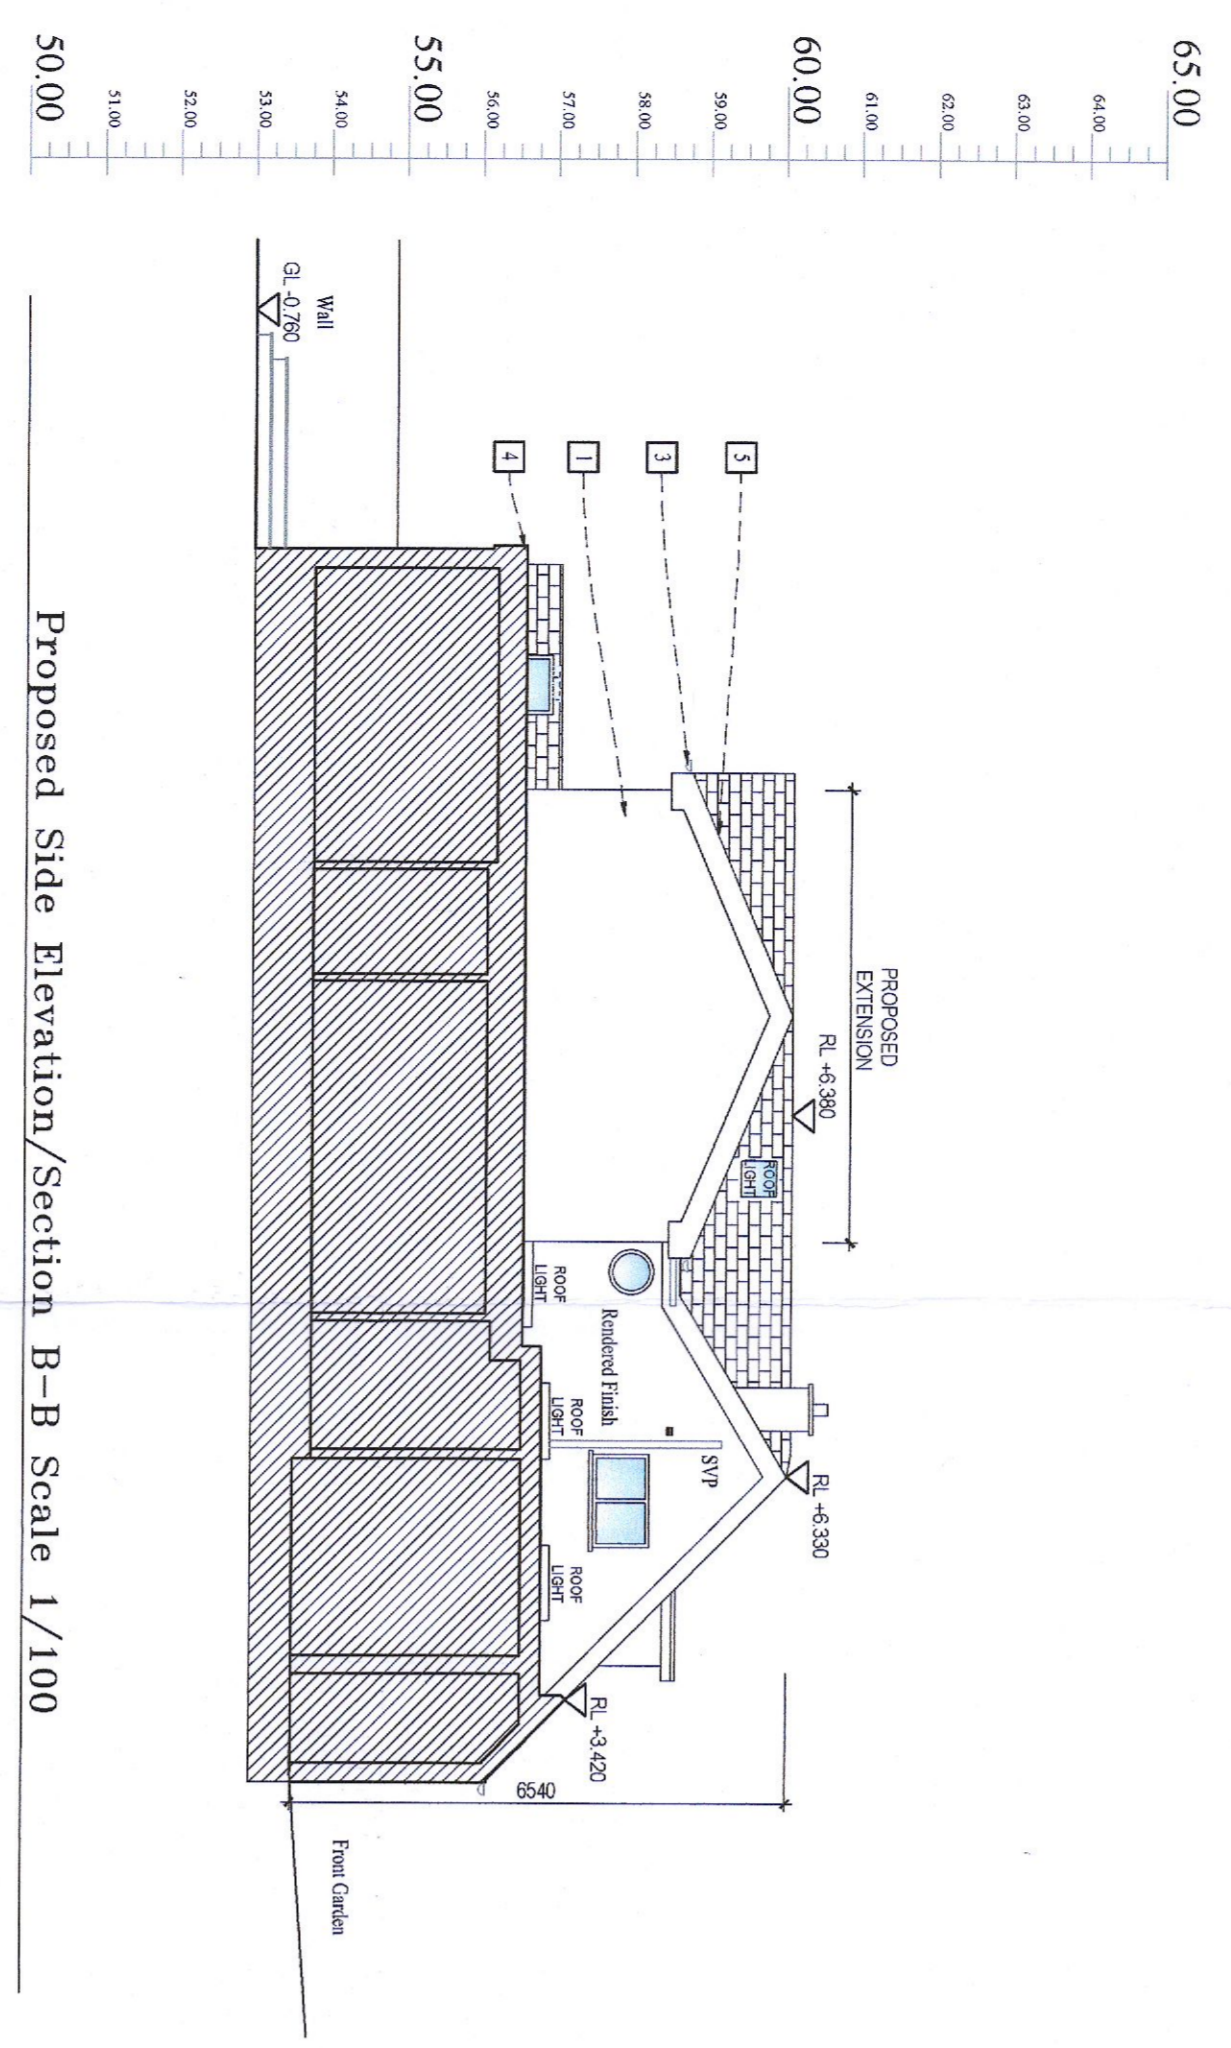 65.00
64.00
63.00
62.00
61.00
60.00
59.00
58.00
57.00
56.00
55.00
54.00
53.00
52.00
51.00
50.00
PROPOSED
EXTENSION
RL +6.380
RL +6.330
5
3
1
4
ROOF
LIGHT
SVP
Rendered Finish
ROOF
LIGHT
ROOF
LIGHT
ROOF
LIGHT
RL +3.420
6540
Wall
GL -0.760
Front Garden
Proposed Side Elevation/Section B-B Scale 1/100